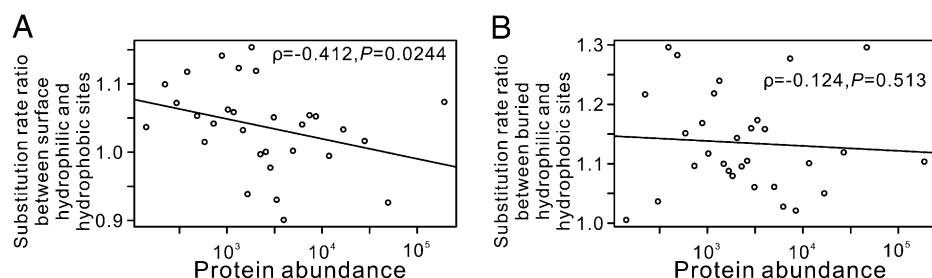 A
Substitution rate ratio
between surface
hydrophilic and
hydrophobic sites
1.1
1.0
0.9
ρ=-0.412,P=0.0244
10³
10⁴
10⁵
Protein abundance
B
Substitution rate ratio
between buried
hydrophilic and
hydrophobic sites
1.3
1.2
1.1
1.0
ρ=-0.124,P=0.513
10³
10⁴
10⁵
Protein abundance